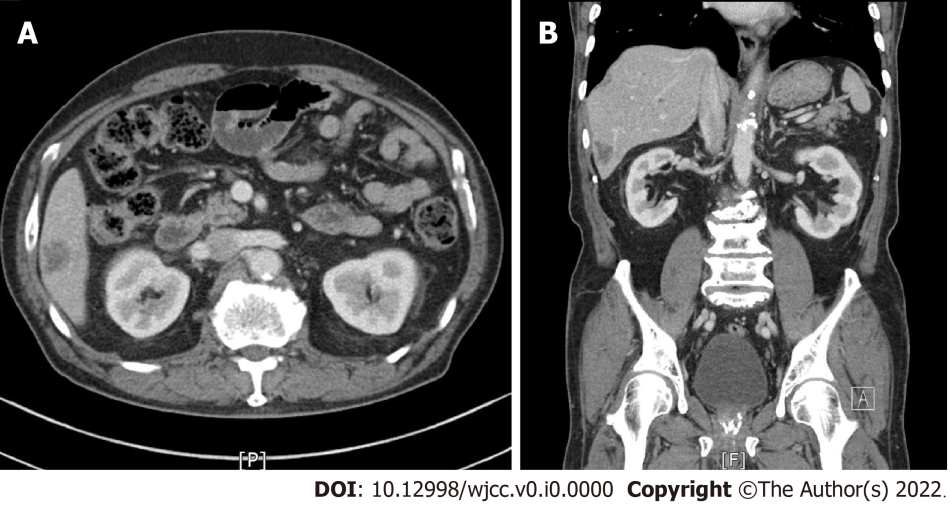 A
B
A
[P]
[F]
DOI: 10.12998/wjcc.v0.i0.0000 Copyright ©The Author(s) 2022.